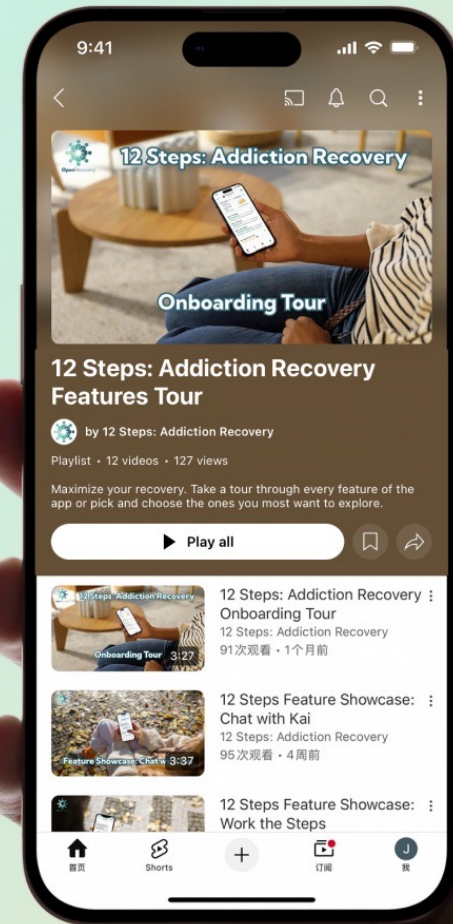 9:41
12 Steps: Addiction Recovery
OpenRecovery
Onboarding Tour
12 Steps: Addiction Recovery
Features Tour
by 12 Steps: Addiction Recovery
Playlist • 12 videos • 127 views
Maximize your recovery. Take a tour through every feature of the
app or pick and choose the ones you most want to explore.
Play all
12 Steps: Addiction Recovery
Onboarding Tour
3:27
12 Steps: Addiction Recovery
Onboarding Tour
12 Steps: Addiction Recovery
91次观看 • 1个月前
Feature Showcase: Chat w
3:37
12 Steps Feature Showcase:
Chat with Kai
12 Steps: Addiction Recovery
95次观看 • 4周前
12 Steps Feature Showcase:
Work the Steps
首页
Shorts
订阅
J
我